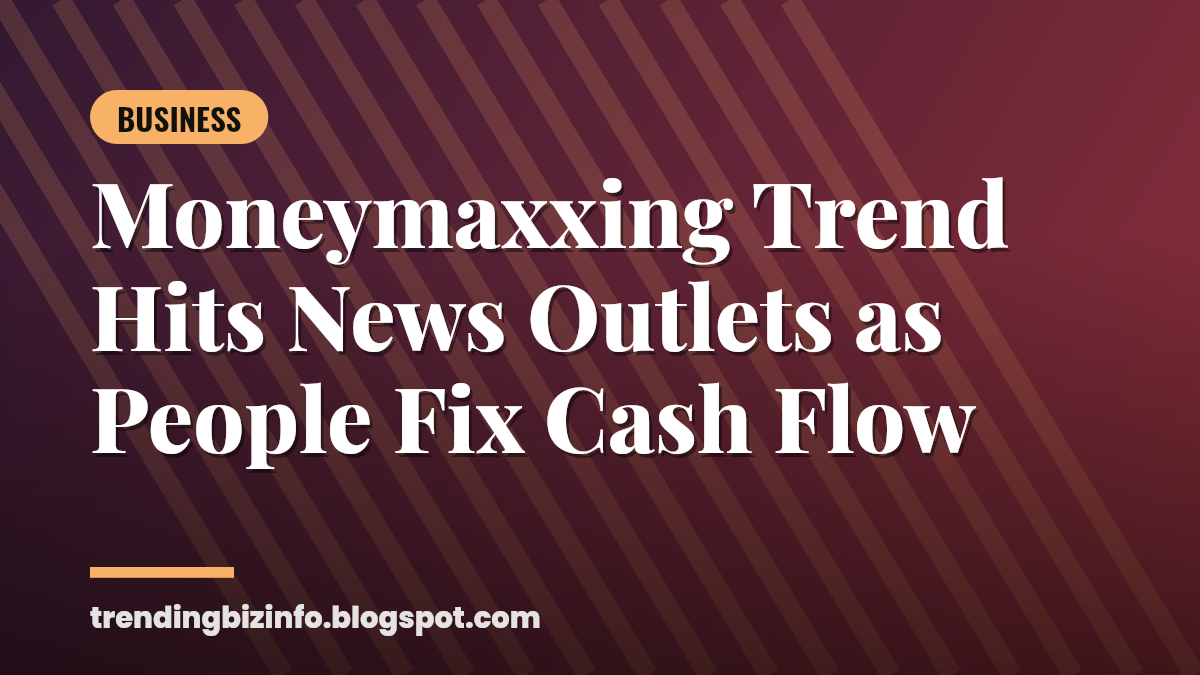 BUSINESS
Moneymaxxing Trend
Hits News Outlets as
People Fix Cash Flow
trendingbizinfo.blogspot.com